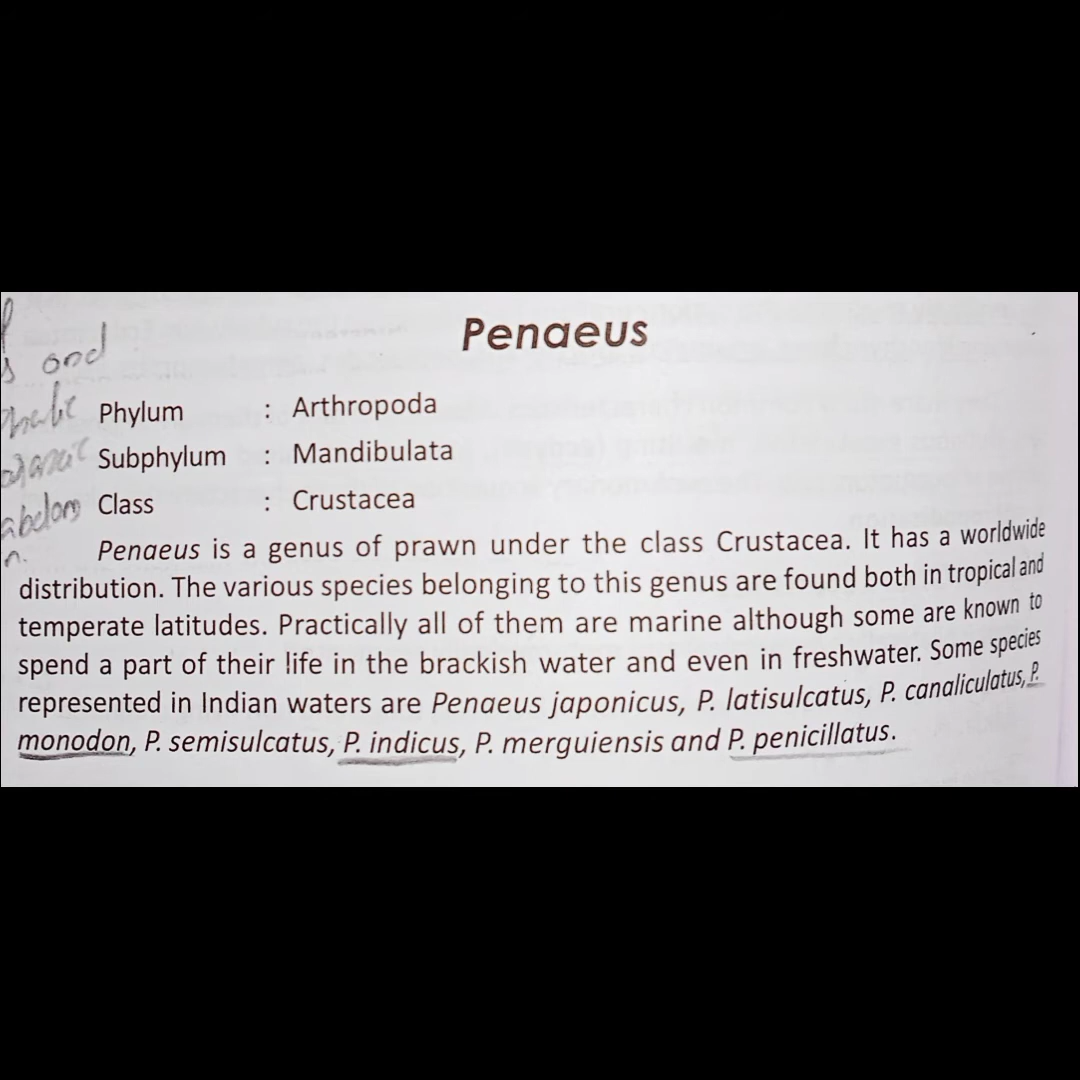 Penaeus
and
Phylum : Arthropoda
Subphylum : Mandibulata
Class : Crustacea
Penaeus is a genus of prawn under the class Crustacea. It has a worldwide
distribution. The various species belonging to this genus are found both in tropical and
temperate latitudes. Practically all of them are marine although some are known to
spend a part of their life in the brackish water and even in freshwater. Some species
represented in Indian waters are Penaeus japonicus, P. latisulcatus, P. canaliculatus, P.
monodon, P. semisulcatus, P. indicus, P. merguiensis and P. penicillatus.